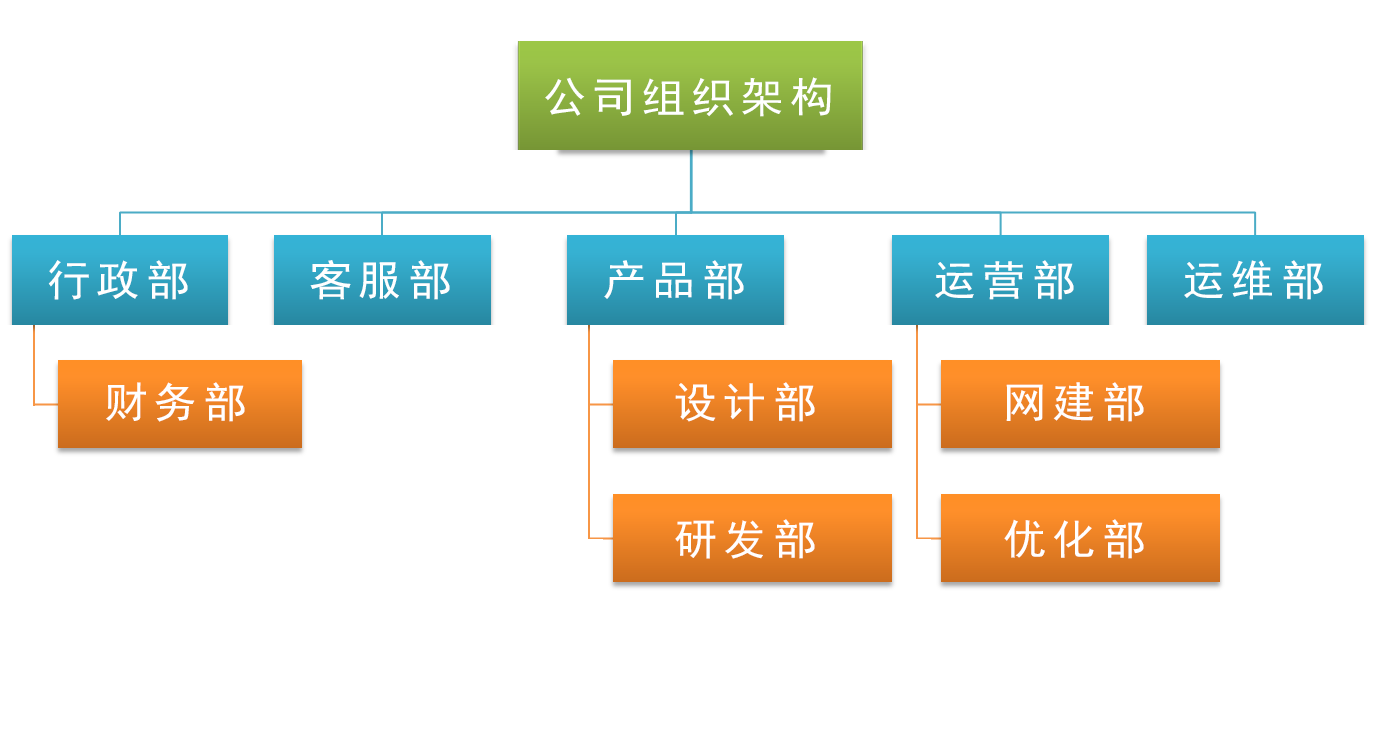 公司组织架构
行政部
客服部
产品部
运营部
运维部
财务部
设计部
网建部
研发部
优化部